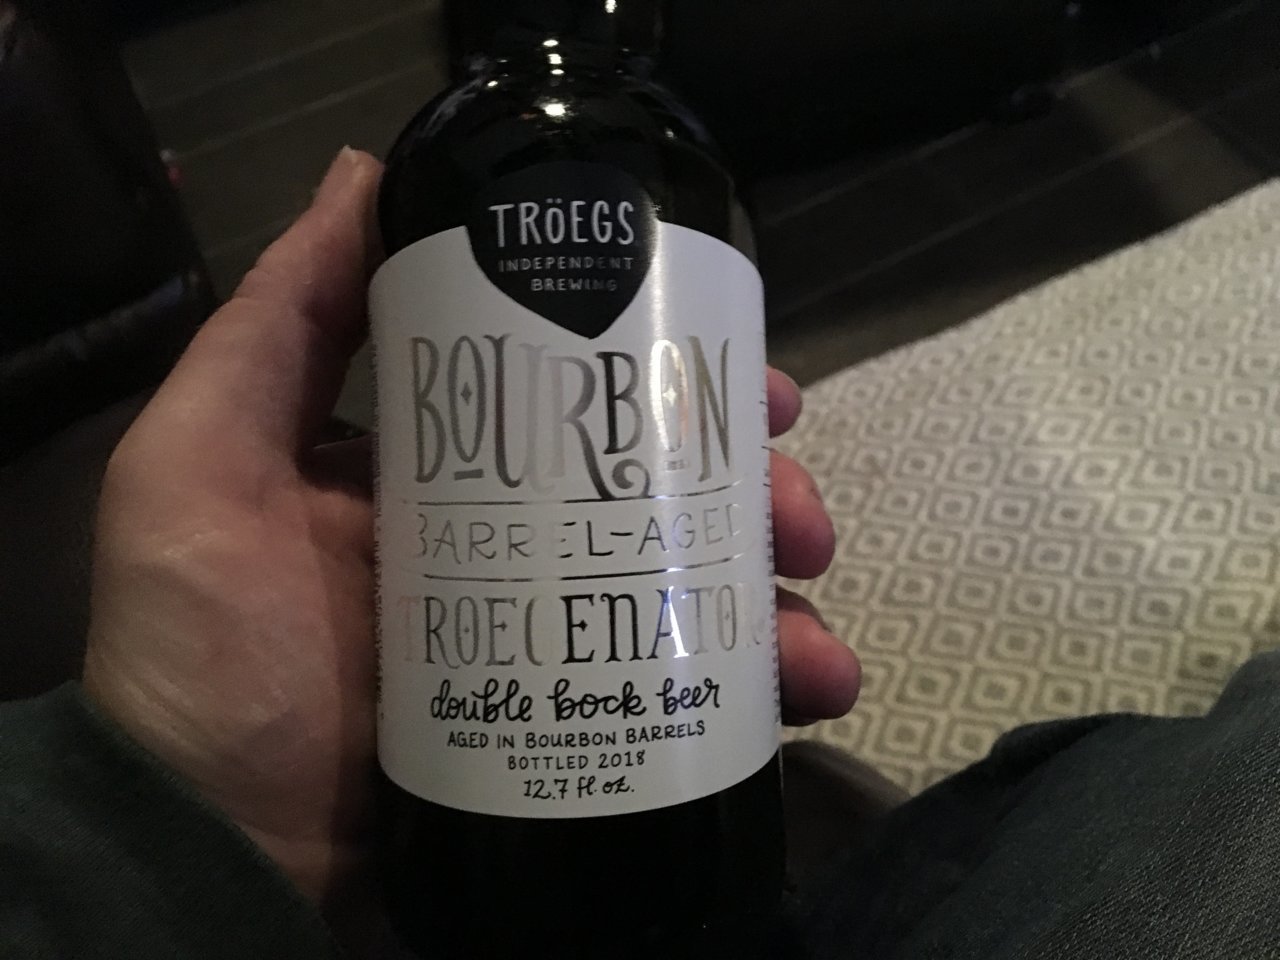 TRÖEGS
INDEPENDENT
BREWING
BOURBON
BARREL-AGED
TROEGENATOR
double bock beer
AGED IN BOURBON BARRELS
BOTTLED 2018
12.7 fl. oz.